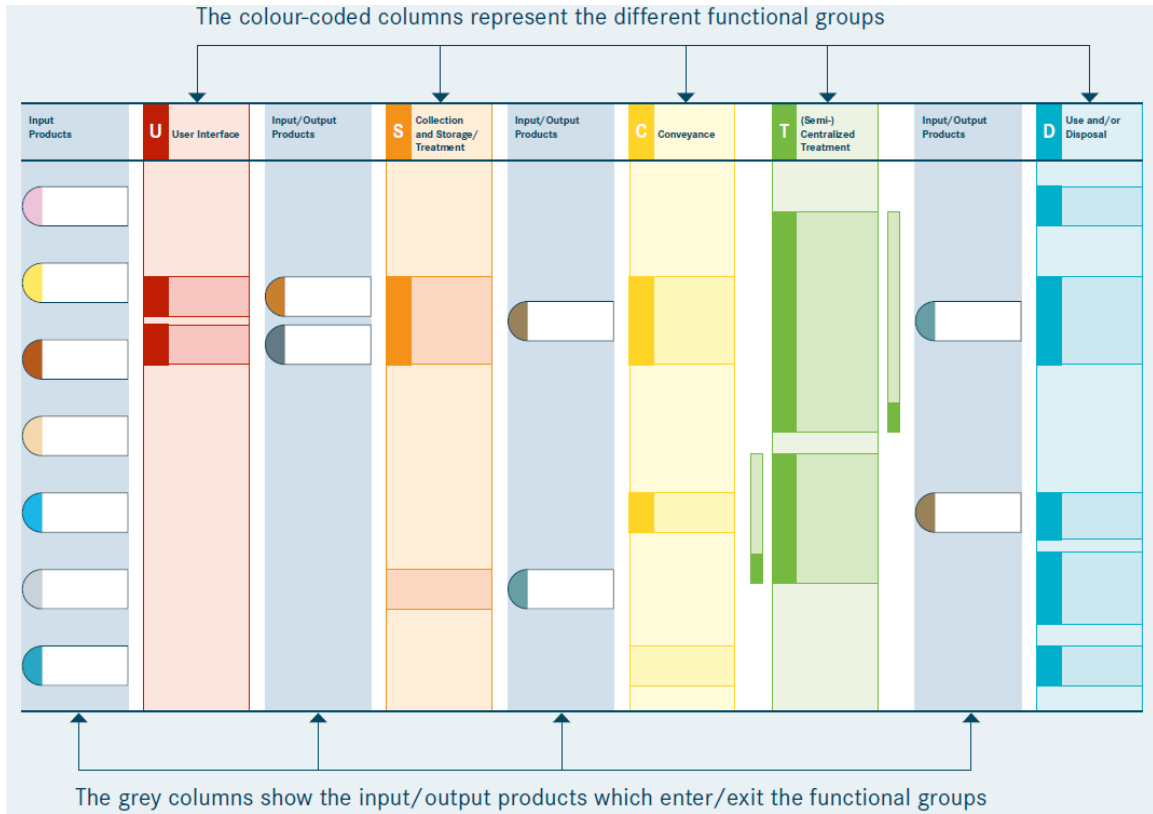 The colour-coded columns represent the different functional groups
Input
Products
U
User Interface
Input/Output
Products
S
Collection
and Storage/
Treatment
Input/Output
Products
C
Conveyance
T
(Semi-)
Centralized
Treatment
Input/Output
Products
D
Use and/or
Disposal
The grey columns show the input/output products which enter/exit the functional groups